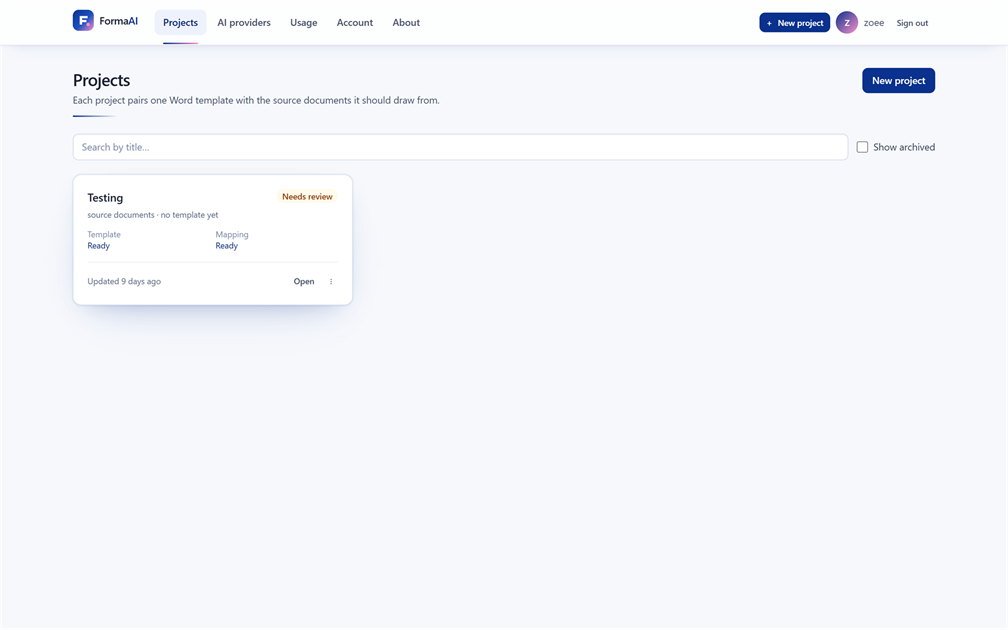 FormaAI
Projects
AI providers
Usage
Account
About
+ New project
Z
zoee
Sign out
Projects
New project
Each project pairs one Word template with the source documents it should draw from.
Search by title...
Show archived
Testing
Needs review
source documents · no template yet
Template
Mapping
Ready
Ready
Updated 9 days ago
Open